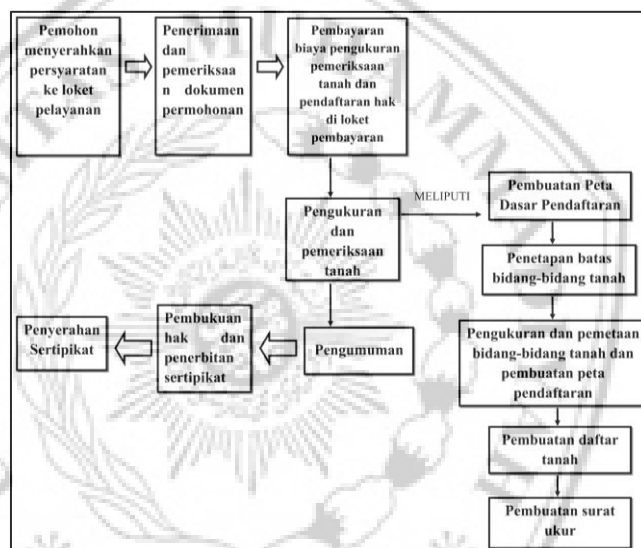 Pemohon
menyerahkan
persyaratan
ke loket
pelayanan
Penerimaan
dan
pemeriksaa
n dokumen
permohonan
Pembayaran
biaya pengukuran
pemeriksaan
tanah dan
pendaftaran hak
di loket
pembayaran
Pengukuran
dan
pemeriksaan
tanah
MELIPUTI
Pembuatan Peta
Dasar Pendaftaran
Penetapan batas
bidang-bidang tanah
Pengukuran dan pemetaan
bidang-bidang tanah dan
pembuatan peta
pendaftaran
Pembuatan daftar
tanah
Pembuatan surat
ukur
Pengumuman
Pembukuan
hak dan
penerbitan
sertipikat
Penyerahan
Sertipikat